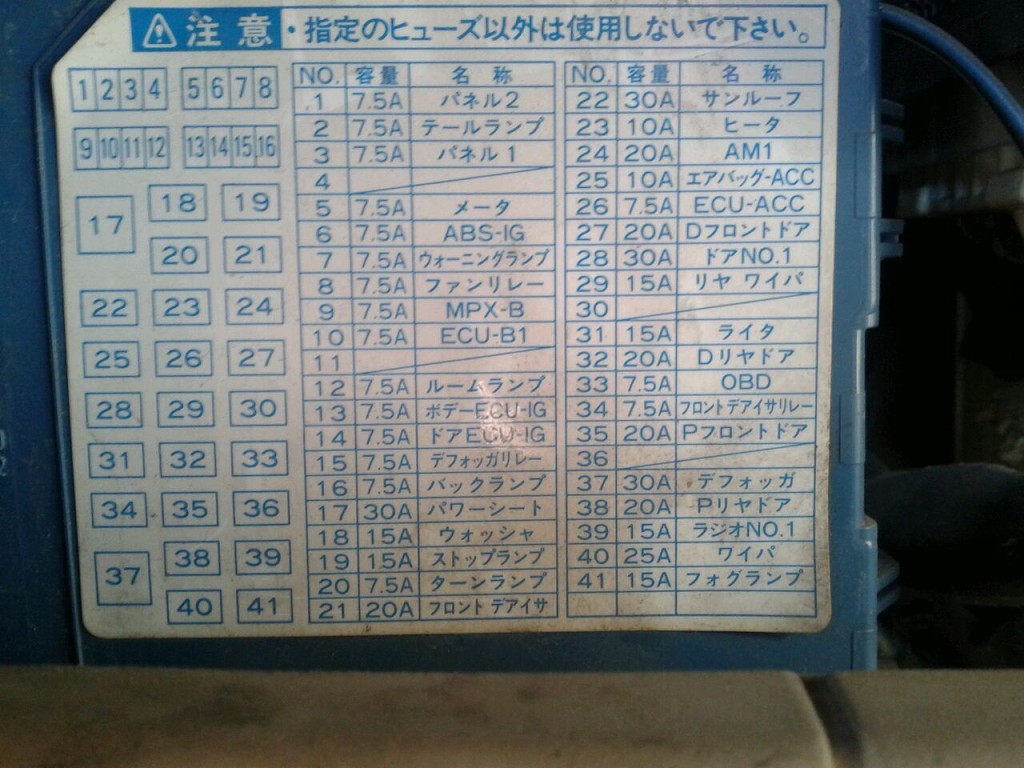 注意・指定のヒューズ以外は使用しないで下さい。
1 2 3 4 5 6 7 8
9 10 11 12 13 14 15 16
17 18 19
20 21
22 23 24
25 26 27
28 29 30
31 32 33
34 35 36
37 38 39
40 41
NO. 容量 名称
1 7.5A パネル2
2 7.5A テールランプ
3 7.5A パネル1
4
5 7.5A メータ
6 7.5A ABS-IG
7 7.5A ウォーニングランプ
8 7.5A ファンリレー
9 7.5A MPX-B
10 7.5A ECU-B1
11
12 7.5A ルームランプ
13 7.5A ボデーECU-IG
14 7.5A ドアECU-IG
15 7.5A デフォッガリレー
16 7.5A バックランプ
17 30A パワーシート
18 15A ウォッシャ
19 15A ストップランプ
20 7.5A ターンランプ
21 20A フロントデアイサ
NO. 容量 名称
22 30A サンルーフ
23 10A ヒータ
24 20A AM1
25 10A エアバッグ-ACC
26 7.5A ECU-ACC
27 20A Dフロントドア
28 30A ドアNO.1
29 15A リヤ ワイパ
30
31 15A ライタ
32 20A Dリヤドア
33 7.5A OBD
34 7.5A フロントデアイサリレー
35 20A Pフロントドア
36
37 30A デフォッガ
38 20A Pリヤドア
39 15A ラジオNO.1
40 25A ワイパ
41 15A フォグランプ